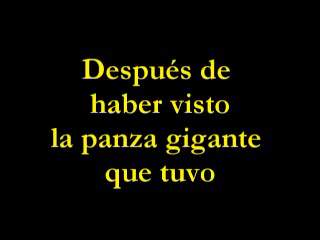 Después de
haber visto
la panza gigante
que tuvo